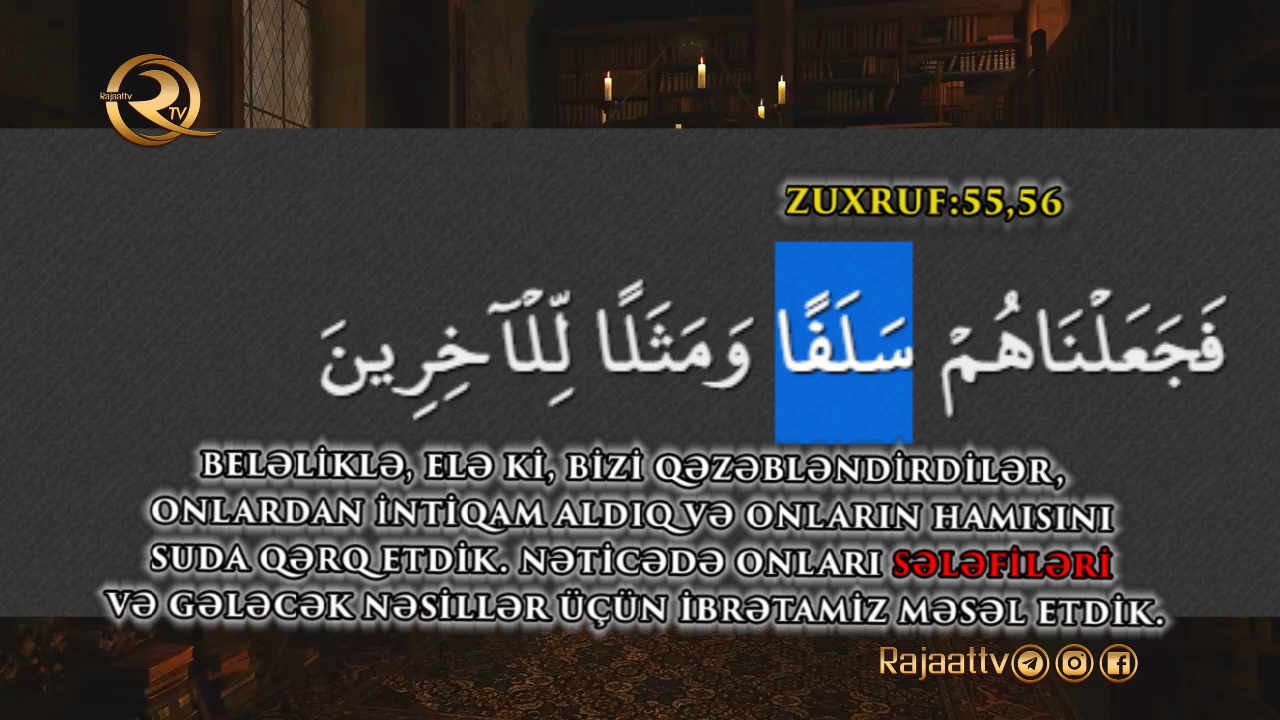 Rajaattv
R TV
ZUXRUF:55,56
فَجَعَلْنَاهُمْ سَلَفًا وَمَثَلًا لِّلْآخِرِينَ
BELƏLİKLƏ, ELƏ Kİ, BİZİ QƏZƏBLƏNDİRDİLƏR,
ONLARDAN İNTİQAM ALDIQ VƏ ONLARIN HAMISINI
SUDA QƏRQ ETDİK. NƏTİCƏDƏ ONLARI SƏLƏFİLƏRİ
VƏ GƏLƏCƏK NƏSİLLƏR ÜÇÜN İBRƏTAMİZ MƏSƏL ETDİK.
Rajaattv